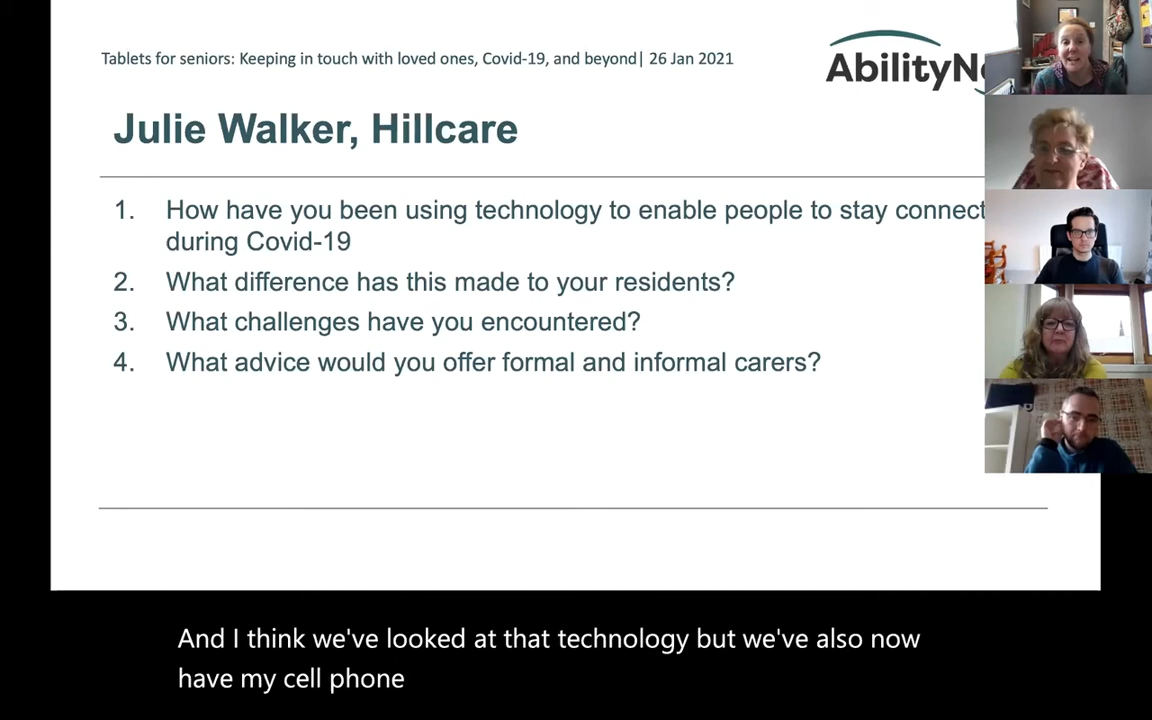 Tablets for seniors: Keeping in touch with loved ones, Covid-19, and beyond| 26 Jan 2021
AbilityN
Julie Walker, Hillcare
1. How have you been using technology to enable people to stay connect
during Covid-19
2. What difference has this made to your residents?
3. What challenges have you encountered?
4. What advice would you offer formal and informal carers?
And I think we've looked at that technology but we've also now
have my cell phone